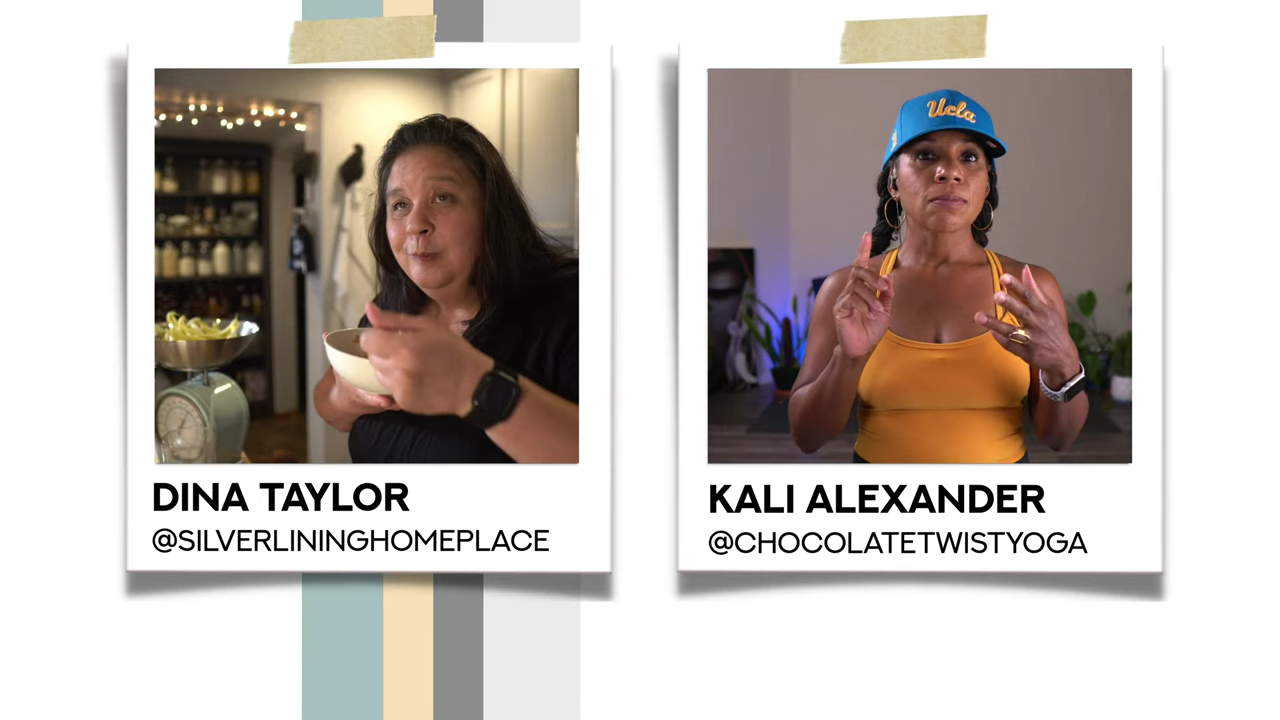 DINA TAYLOR
@SILVERLININGHOMEPLACE
Ucla
KALI ALEXANDER
@CHOCOLATETWISTYOGA